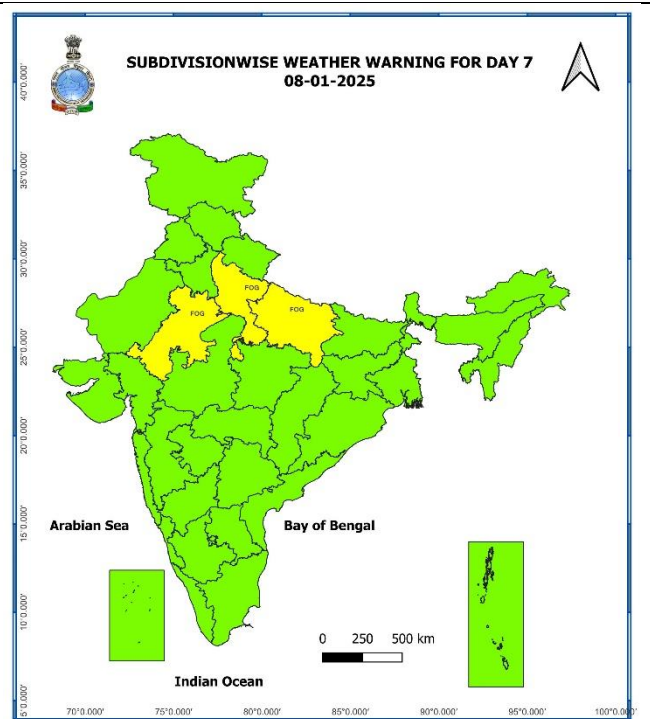 SUBDIVISIONWISE WEATHER WARNING FOR DAY 7
08-01-2025
40°0.000'
35°0.000'
30°0.000'
25°0.000'
20°0.000'
15°0.000'
10°0.000'
5°0.000'
FOG
FOG
FOG
Arabian Sea
Bay of Bengal
0 250 500 km
Indian Ocean
70°0.000' 75°0.000' 80°0.000' 85°0.000' 90°0.000' 95°0.000' 100°0.000'